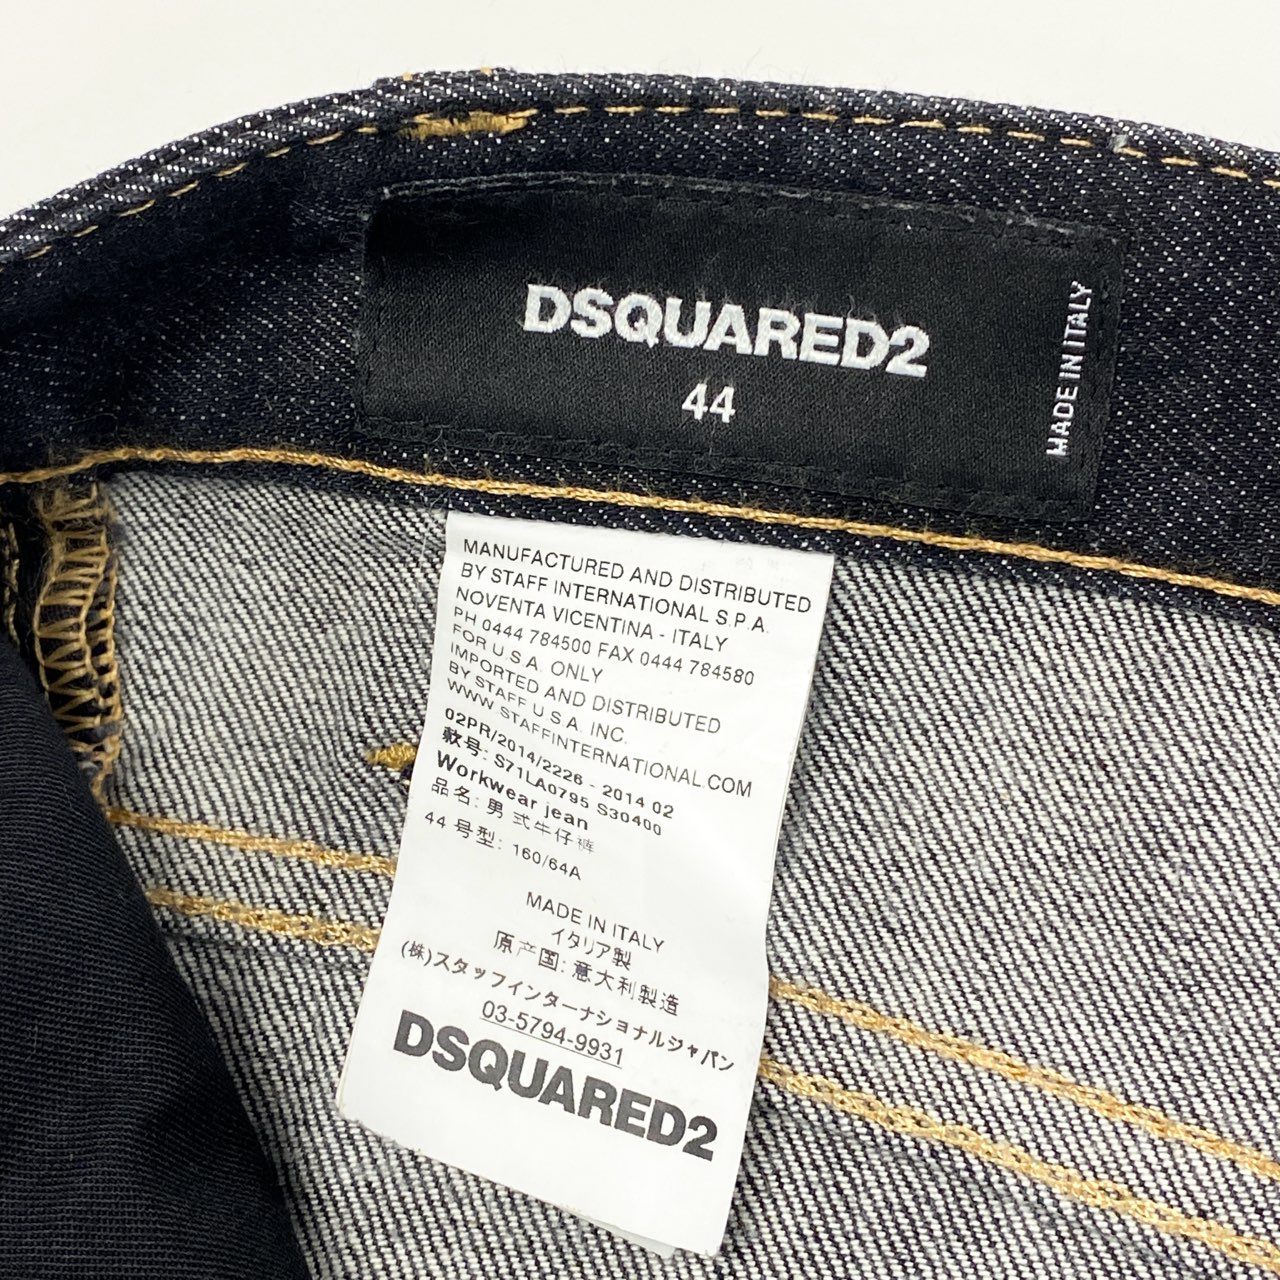 DSQUARED2
44
MADE IN ITALY
MANUFACTURED AND DISTRIBUTED
BY STAFF INTERNATIONAL S.P.A.
NOVENTA VICENTINA - ITALY
PH 0444 784500 FAX 0444 784580
FOR U.S.A. ONLY
IMPORTED AND DISTRIBUTED
BY STAFF U.S.A. INC.
WWW.STAFFINTERNATIONAL.COM
02PR/2014/2226 - 2014 02
款号: S71LA0795 S30400
Workwear jean
品名: 男式牛仔裤
44 号型: 160/64A
MADE IN ITALY
イタリア製
原产国: 意大利製造
(株)スタッフインターナショナルジャパン
03-5794-9931
DSQUARED2